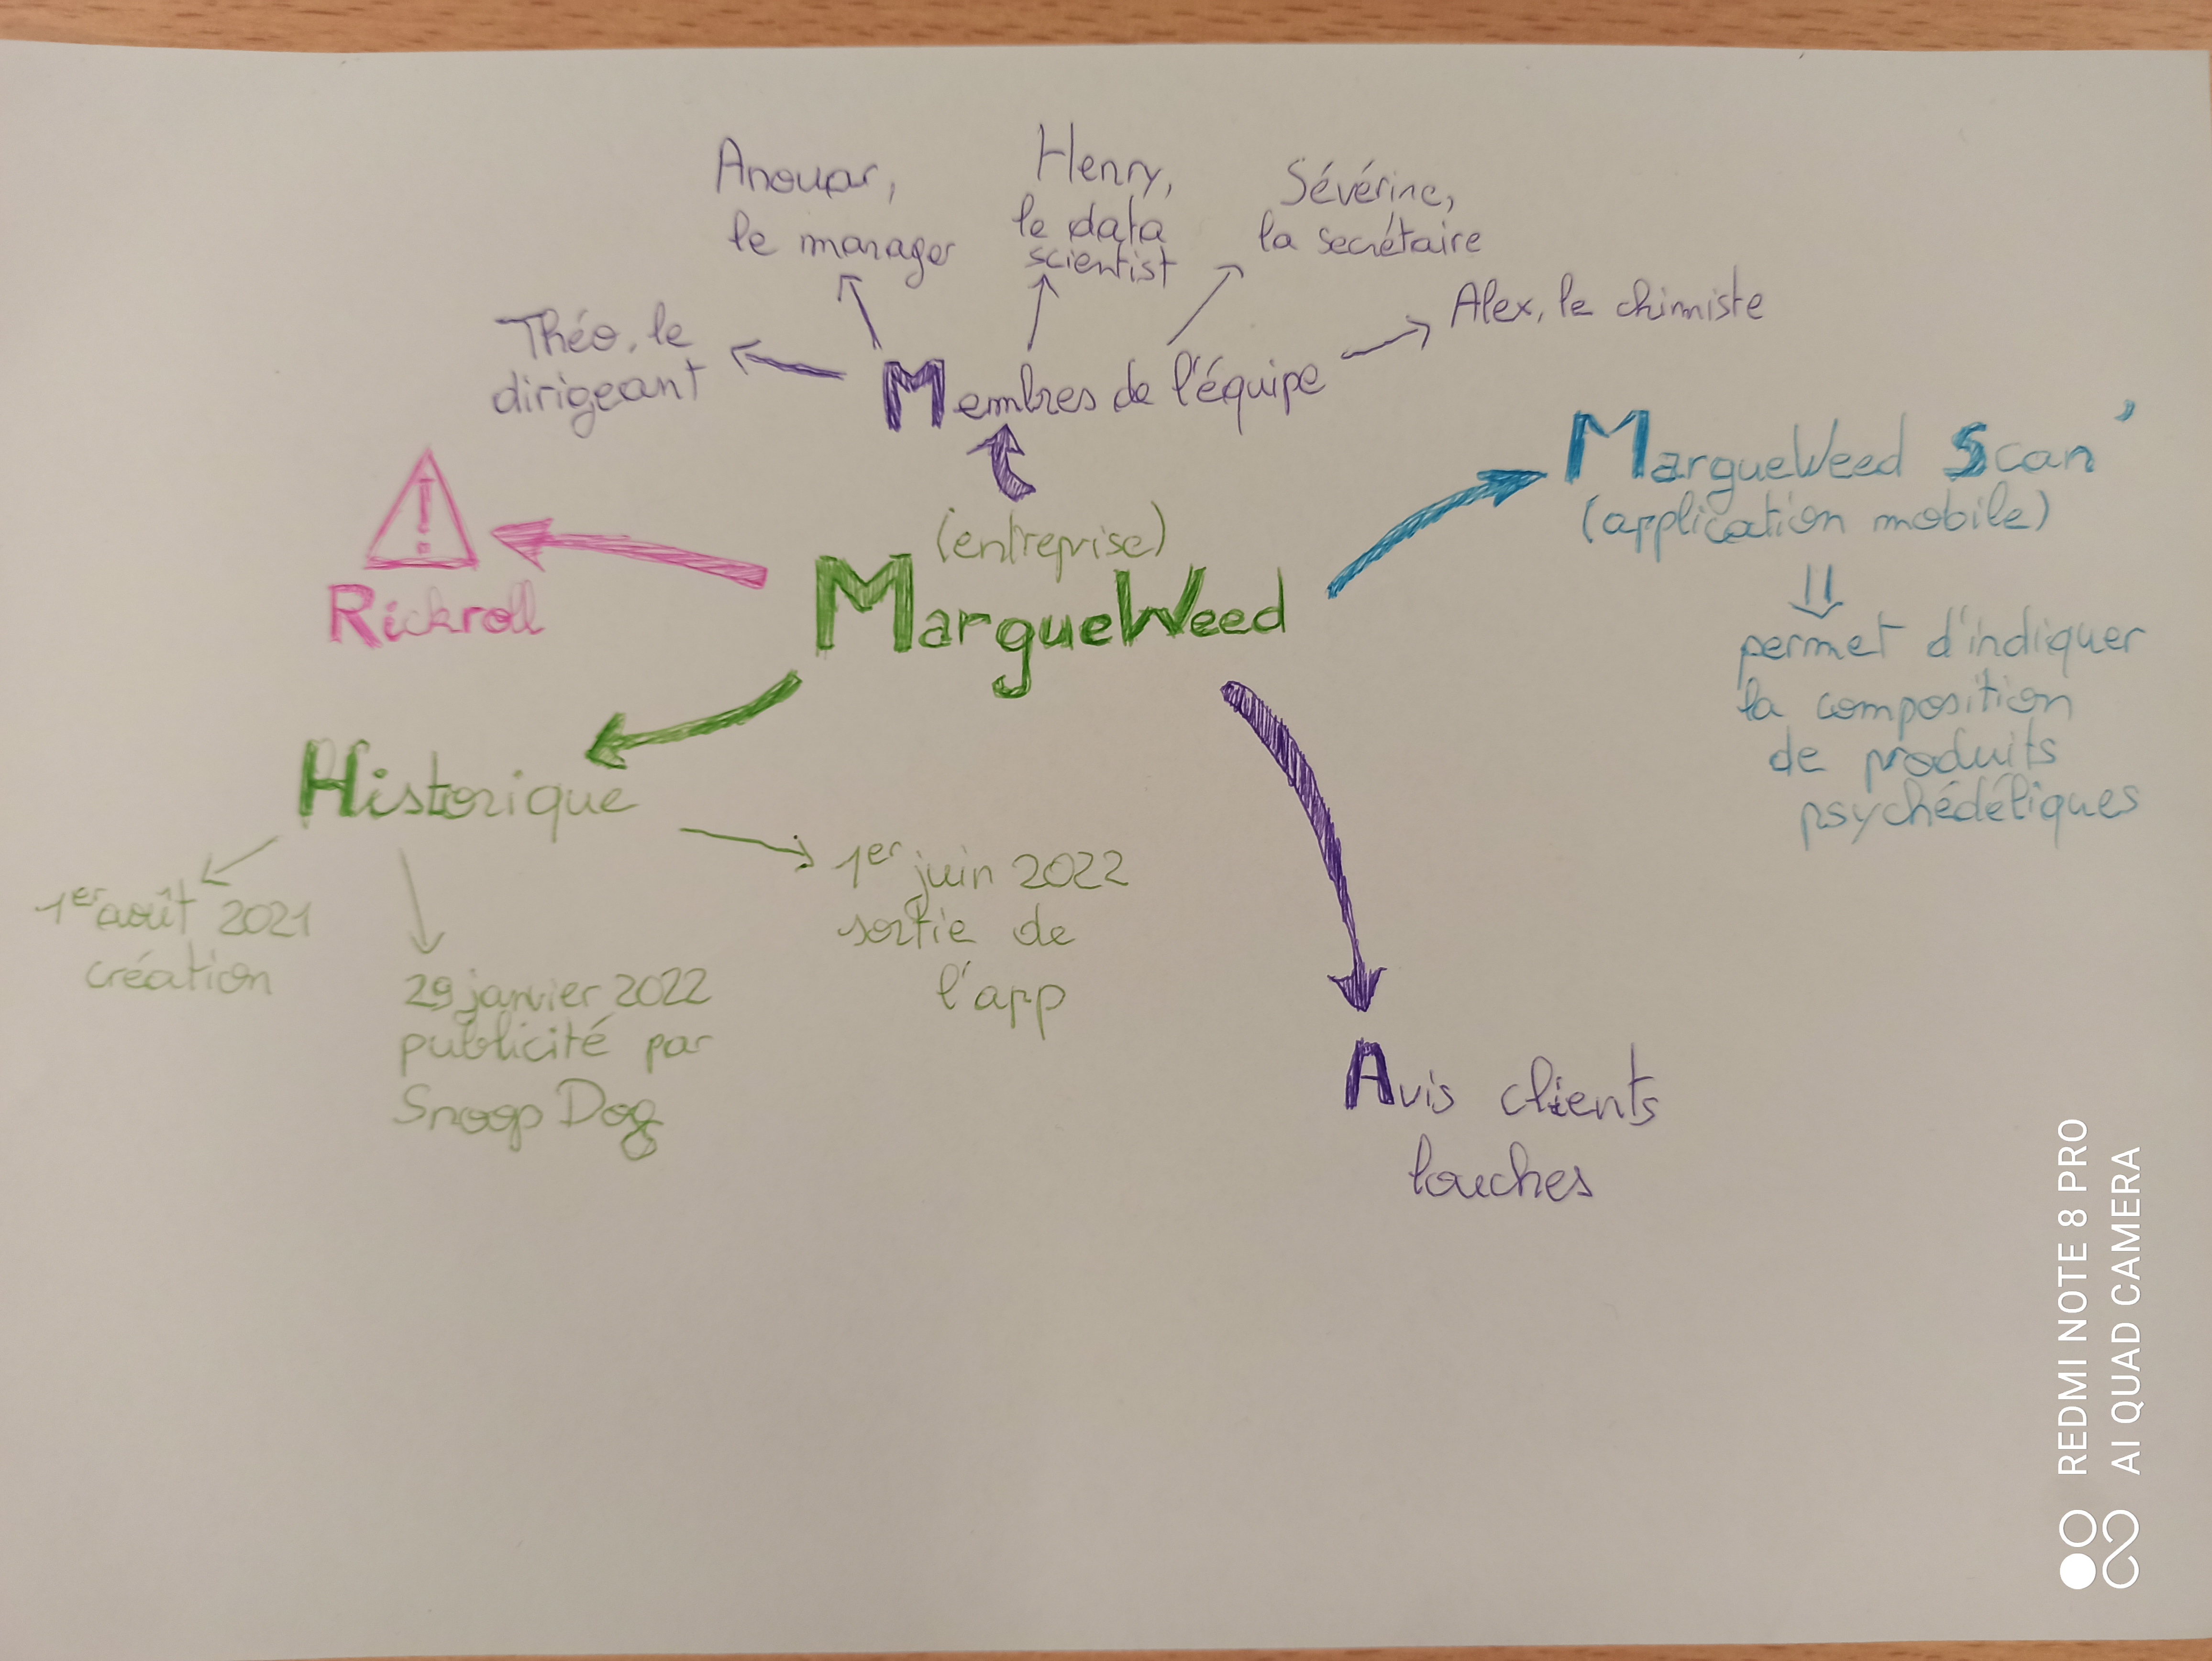 Anouar,
le manager
Henry,
le data
scientist
Sévérine,
la secrétaire
Théo, le
dirigeant
Membres de l'équipe
Alex, le chimiste
!
Rickroll
(entreprise)
MarqueWeed
MarqueWeed Scan'
(application mobile)
permet d'indiquer
la composition
de produits
psychédéliques
Historique
1er août 2021
création
29 janvier 2022
publicité par
Snoop Dog
1er juin 2022
sortie de
l'app
Avis clients
louches
REDMI NOTE 8 PRO
AI QUAD CAMERA